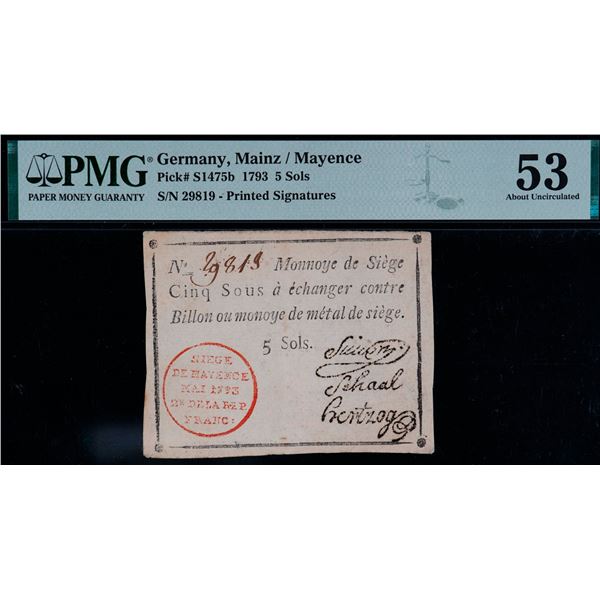 PMG®
PAPER MONEY GUARANTY
Germany, Mainz / Mayence
Pick# S1475b 1793 5 Sols
S/N 29819 - Printed Signatures
53
About Uncirculated
No. 29819 Monnoye de Siège
Cinq Sous à échanger contre
Billon ou monoye de métal de siège.
5 Sols.
SIEGE
DE MAYENCE
MAI 1793
2E. DE LA REP.
FRANC:
Schaal
hertzog